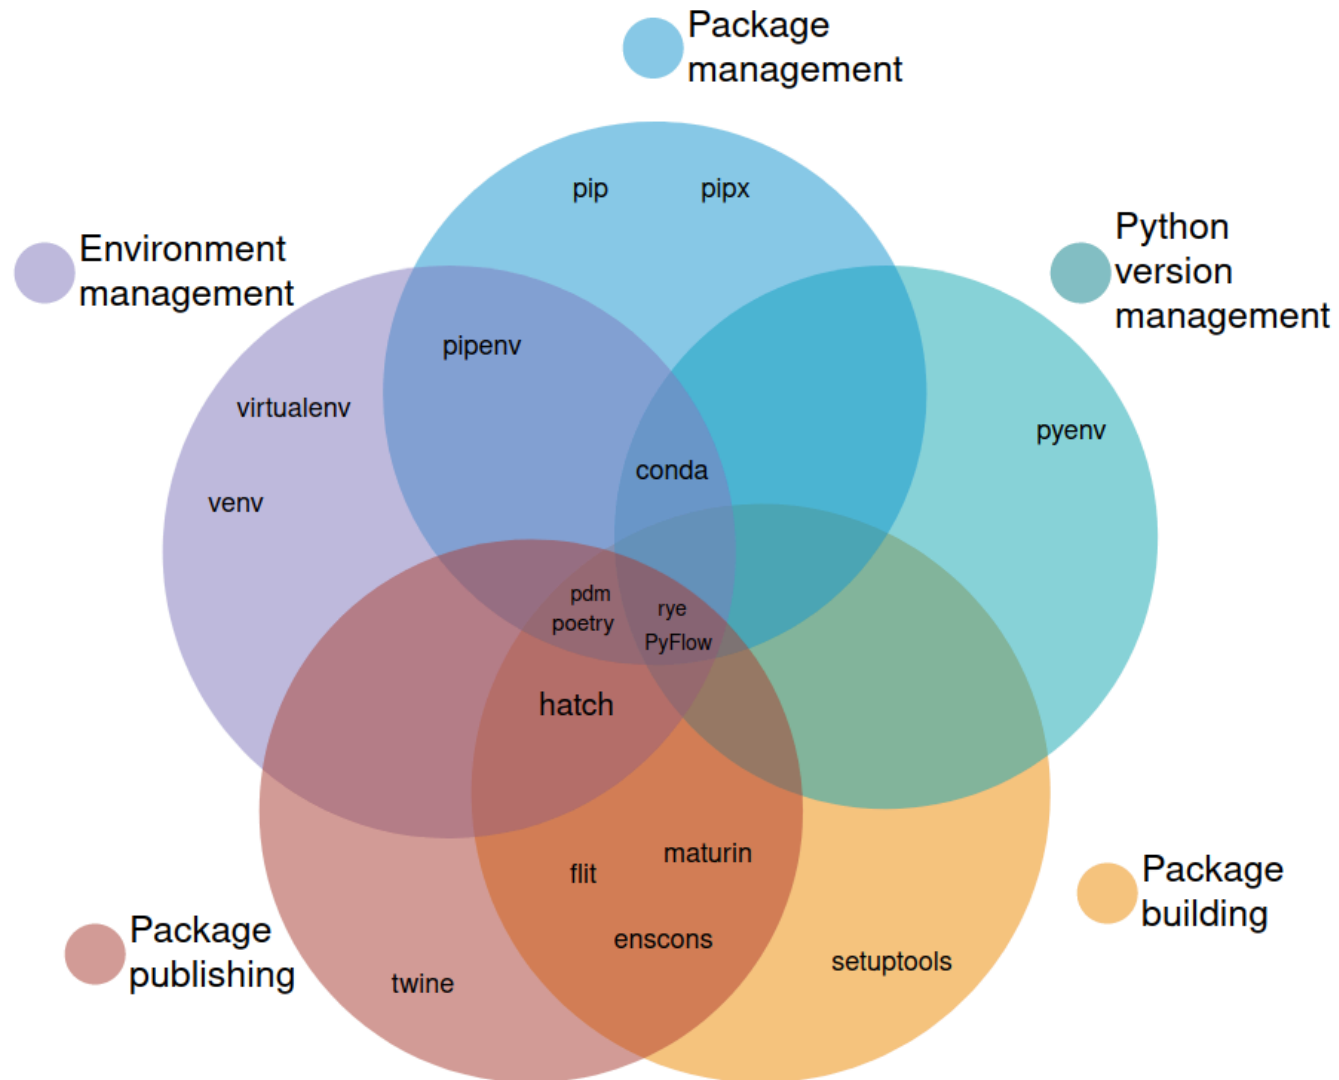 Package
management
pip
pipx
Environment
management
Python
version
management
pipenv
virtualenv
pyenv
conda
venv
pdm
poetry
rye
PyFlow
hatch
maturin
flit
enscons
Package
building
Package
publishing
setuptools
twine